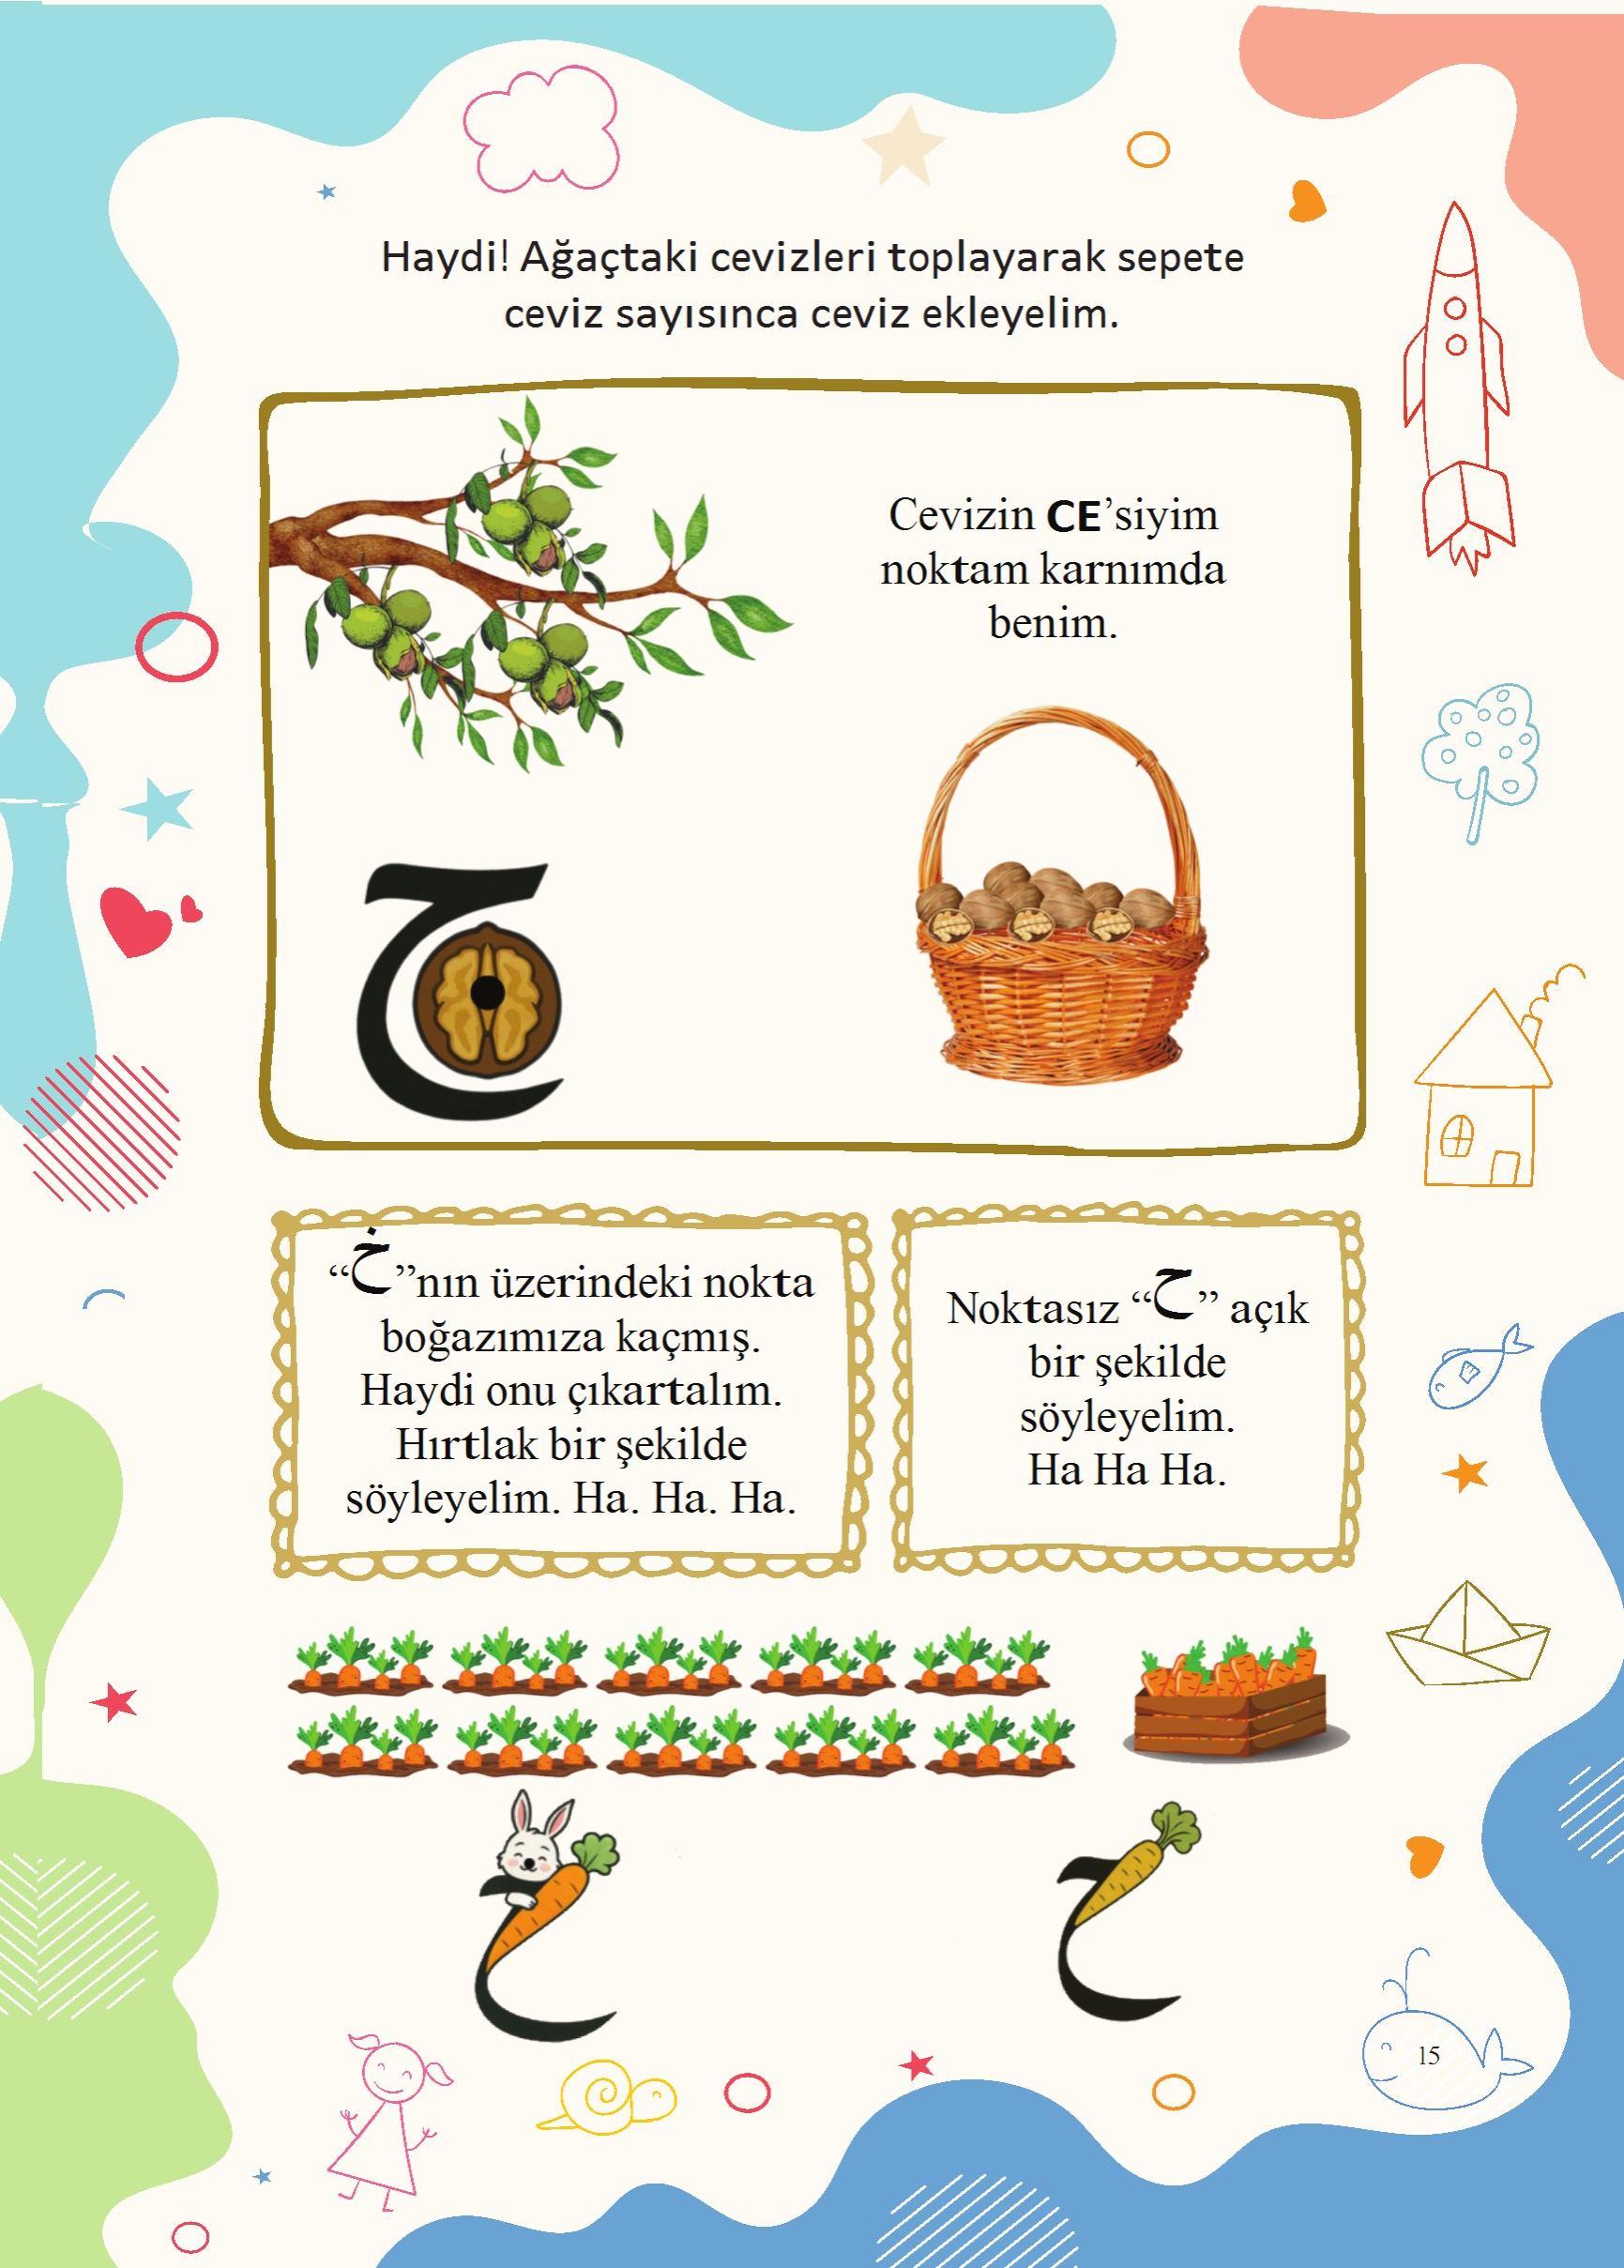 Haydi! Ağaçtaki cevizleri toplayarak sepete
ceviz sayısınca ceviz ekleyelim.
Cevizin CE’siyim
noktam karnımda
benim.
ج
“خ”nın üzerindeki nokta
boğazımıza kaçmış.
Haydi onu çıkartalım.
Hırtlak bir şekilde
söyleyelim. Ha. Ha. Ha.
Noktasız “ح” açık
bir şekilde
söyleyelim.
Ha Ha Ha.
خ
ح
15